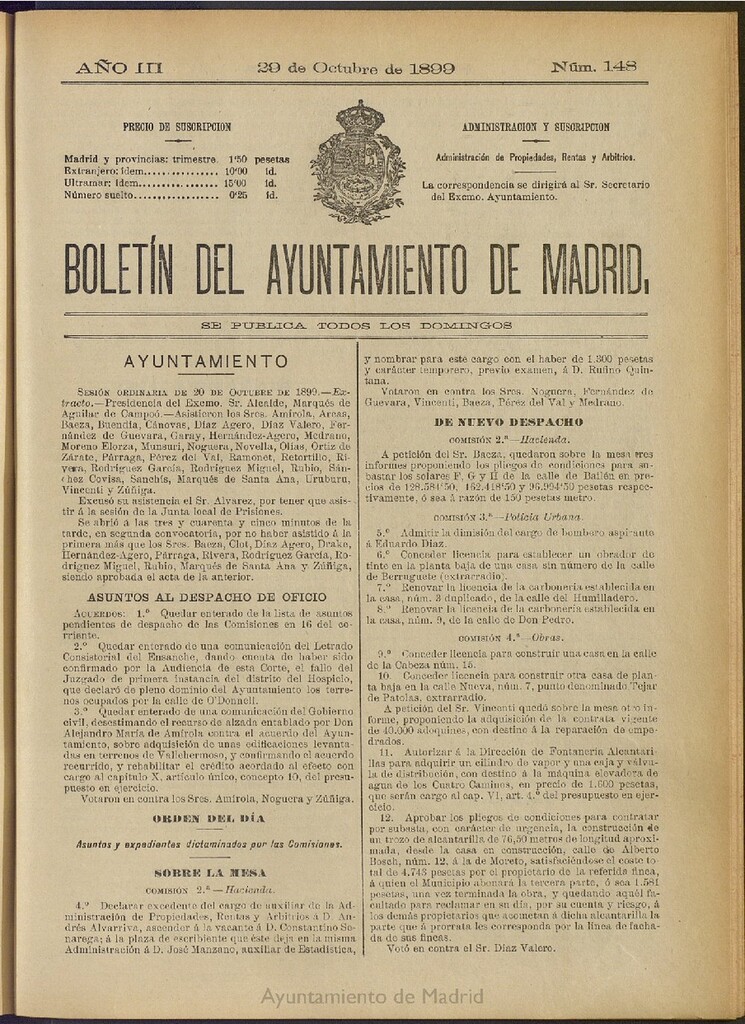 AÑO III 29 de Octubre de 1899 Núm. 148
PRECIO DE SUSCRIPCION
Madrid y provincias: trimestre 1'50 pesetas
Extranjero: ídem................ 10'00 íd.
Ultramar: ídem................ 15'00 íd.
Número suelto................ 0'25 íd.
ADMINISTRACION Y SUSCRIPCION
Administración de Propiedades, Rentas y Arbitrios.
La correspondencia se dirigirá al Sr. Secretario
del Excmo. Ayuntamiento.
BOLETÍN DEL AYUNTAMIENTO DE MADRID.
SE PUBLICA TODOS LOS DOMINGOS
AYUNTAMIENTO
SESIÓN ORDINARIA DE 20 DE OCTUBRE DE 1899.—Ex-
tracto.—Presidencia del Excmo. Sr. Alcalde, Marqués de
Aguilar de Campoó.—Asistieron los Sres. Amírola, Arcas,
Baeza, Buendía, Cánovas, Díaz Agero, Díaz Valero, Fer-
nández de Guevara, Garay, Hernández-Agero, Medrano,
Moreno Elorza, Munsuri, Noguera, Novella, Olías, Ortiz de
Zárate, Párraga, Pérez del Val, Ramonet, Retortillo, Ri-
vera, Rodríguez García, Rodríguez Miguel, Rubio, Sán-
chez Covisa, Sanchís, Marqués de Santa Ana, Uruburu,
Vincenti y Zúñiga.
Excusó su asistencia el Sr. Alvarez, por tener que asis-
tir á la sesión de la Junta local de Prisiones.
Se abrió á las tres y cuarenta y cinco minutos de la
tarde, en segunda convocatoria, por no haber asistido á la
primera más que los Sres. Baeza, Clot, Díaz Agero, Drake,
Hernández-Agero, Párraga, Rivera, Rodríguez García, Ro-
dríguez Miguel, Rubio, Marqués de Santa Ana y Zúñiga,
siendo aprobada el acta de la anterior.
ASUNTOS AL DESPACHO DE OFICIO
ACUERDOS: 1.º Quedar enterado de la lista de asuntos
pendientes de despacho de las Comisiones en 16 del co-
rriente.
2.º Quedar enterado de una comunicación del Letrado
Consistorial del Ensanche, dando cuenta de haber sido
confirmado por la Audiencia de esta Corte, el fallo del
Juzgado de primera instancia del distrito del Hospicio,
que declaró de pleno dominio del Ayuntamiento los terre-
nos ocupados por la calle de O'Donnell.
3.º Quedar enterado de una comunicación del Gobierno
civil, desestimando el recurso de alzada entablado por Don
Alejandro María de Amírola contra el acuerdo del Ayun-
tamiento, sobre adquisición de unas edificaciones levanta-
das en terrenos de Vallehermoso, y confirmando el acuerdo
recurrido, y rehabilitar el crédito acordado al efecto con
cargo al capítulo X, artículo único, concepto 10, del presu-
puesto en ejercicio.
Votaron en contra los Sres. Amírola, Noguera y Zúñiga.
ORDEN DEL DÍA
Asuntos y expedientes dictaminados por las Comisiones.
SOBRE LA MESA
COMISIÓN 2.ª—Hacienda.
4.º Declarar excedente del cargo de auxiliar de la Ad-
ministración de Propiedades, Rentas y Arbitrios á D. An-
drés Alvarriva, ascender á la vacante á D. Constantino Se-
narega; á la plaza de escribiente que éste deja en la misma
Administración á D. José Manzano, auxiliar de Estadística,
y nombrar para este cargo con el haber de 1.300 pesetas
y carácter temporero, previo examen, á D. Rufino Quin-
tana.
Votaron en contra los Sres. Noguera, Fernández de
Guevara, Vincenti, Baeza, Pérez del Val y Medrano.
DE NUEVO DESPACHO
COMISIÓN 2.ª—Hacienda.
A petición del Sr. Baeza, quedaron sobre la mesa tres
informes proponiendo los pliegos de condiciones para su-
bastar los solares F, G y H de la calle de Bailén en pre-
cios de 128.581'50, 162.418'50 y 96.994'50 pesetas respec-
tivamente, ó sea á razón de 150 pesetas metro.
COMISIÓN 3.ª—Policía Urbana.
5.º Admitir la dimisión del cargo de bombero aspirante
á Eduardo Díaz.
6.º Conceder licencia para establecer un obrador de
tinte en la planta baja de una casa sin número de la calle
de Berruguete (extrarradio).
7.º Renovar la licencia de la carbonería establecida en
la casa, núm. 3 duplicado, de la calle del Humilladero.
8.º Renovar la licencia de la carbonería establecida en
la casa, núm. 9, de la calle de Don Pedro.
COMISIÓN 4.ª—Obras.
9.º Conceder licencia para construir una casa en la calle
de la Cabeza núm. 15.
10. Conceder licencia para construir otra casa de plan-
ta baja en la calle Nueva, núm. 7, punto denominado Tejar
de Patolas, extrarradio.
A petición del Sr. Vincenti quedó sobre la mesa otro in-
forme, proponiendo la adquisición de la contrata vigente
de 40.000 adoquines, con destino á la reparación de empe-
drados.
11. Autorizar á la Dirección de Fontanería Alcantari-
llas para adquirir un cilindro de vapor y una caja y válvu-
la de distribución, con destino á la máquina elevadora de
agua de los Cuatro Caminos, en precio de 1.600 pesetas,
que serán cargo al cap. VI, art. 4.º del presupuesto en ejer-
cicio.
12. Aprobar los pliegos de condiciones para contratar
por subasta, con carácter de urgencia, la construcción de
un trozo de alcantarilla de 76,50 metros de longitud aproxi-
mada, desde la casa en construcción, calle de Alberto
Bosch, núm. 12, á la de Moreto, satisfaciéndose el coste to-
tal de 4.743 pesetas por el propietario de la referida finca,
á quien el Municipio abonará la tercera parte, ó sea 1.581
pesetas, una vez terminada la obra, y quedando aquél fa-
cultado para reclamar en su día, por su cuenta y riesgo, á
los demás propietarios que acometan á dicha alcantarilla la
parte que á prorrata les corresponda por la línea de facha-
da de sus fincas.
Votó en contra el Sr. Díaz Valero.
Ayuntamiento de Madrid